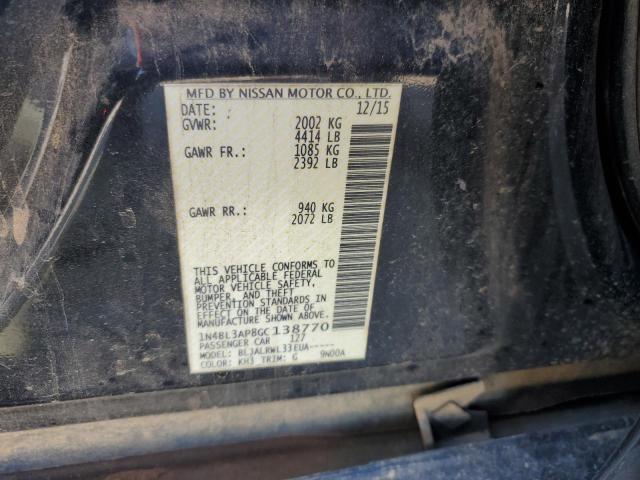 MFD BY NISSAN MOTOR CO., LTD.
DATE: 12/15
GVWR: 2002 KG
4414 LB
GAWR FR.: 1085 KG
2392 LB
GAWR RR.: 940 KG
2072 LB
THIS VEHICLE CONFORMS TO
ALL APPLICABLE FEDERAL
MOTOR VEHICLE SAFETY,
BUMPER, AND THEFT
PREVENTION STANDARDS IN
EFFECT ON THE DATE OF
MANUFACTURE SHOWN ABOVE.
1N4BL3AP8GC138770
PASSENGER CAR 127
MODEL: BLJALRWL33EUA-----
COLOR: KH3 TRIM: G 9N00A